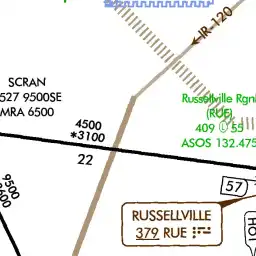 IR-120
SCRAN
527 9500SE
MRA 6500
Russellville Rgnl
(RUE)
409 Ⓛ 55
ASOS 132.475
4500
*3100
22
57
9500
RUSSELLVILLE
379 RUE
HOT